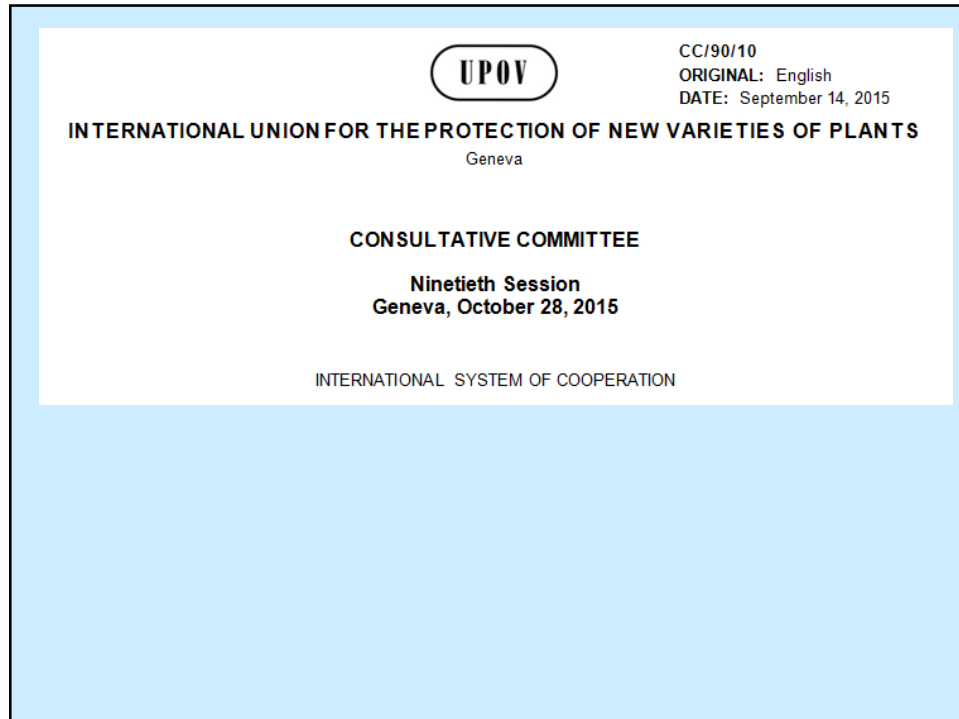 UPOV
CC/90/10
ORIGINAL: English
DATE: September 14, 2015
INTERNATIONAL UNION FOR THE PROTECTION OF NEW VARIETIES OF PLANTS
Geneva
CONSULTATIVE COMMITTEE
Ninetieth Session
Geneva, October 28, 2015
INTERNATIONAL SYSTEM OF COOPERATION